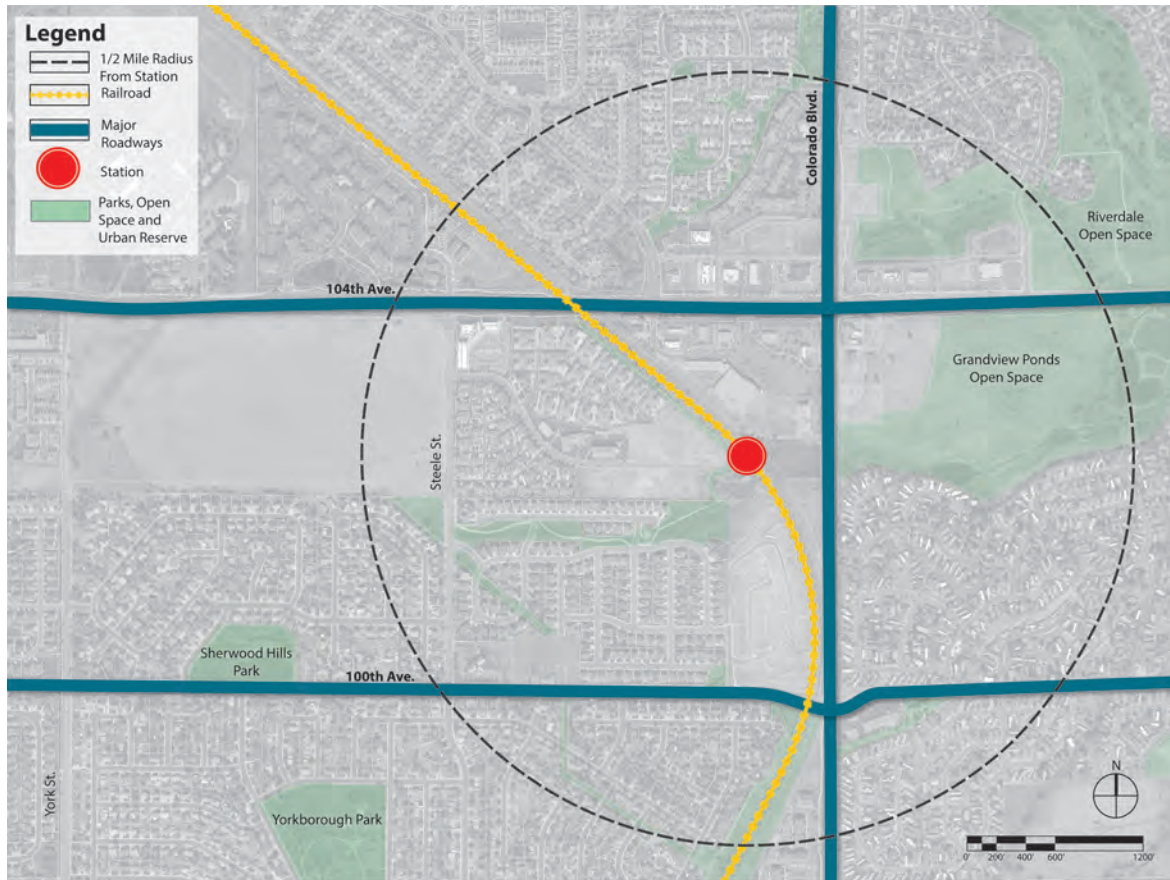 Legend
1/2 Mile Radius
From Station
Railroad
Major
Roadways
Station
Parks, Open
Space and
Urban Reserve
Colorado Blvd.
Riverdale
Open Space
104th Ave.
Grandview Ponds
Open Space
Steele St.
Sherwood Hills
Park
100th Ave.
York St.
Yorkborough Park
N
0' 200' 400' 600' 1200'